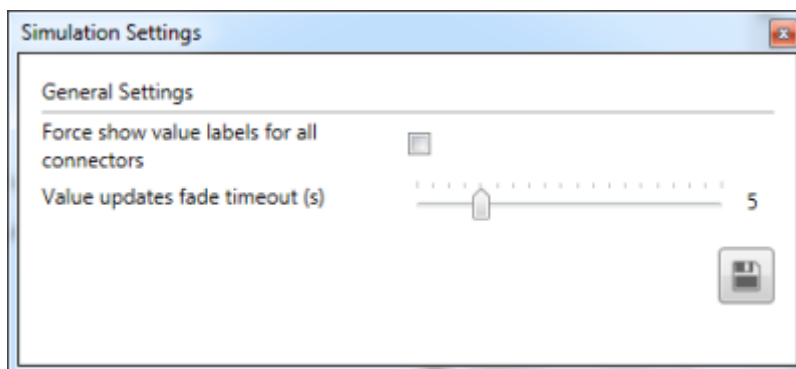 Simulation Settings
General Settings
Force show value labels for all
connectors
Value updates fade timeout (s)
5